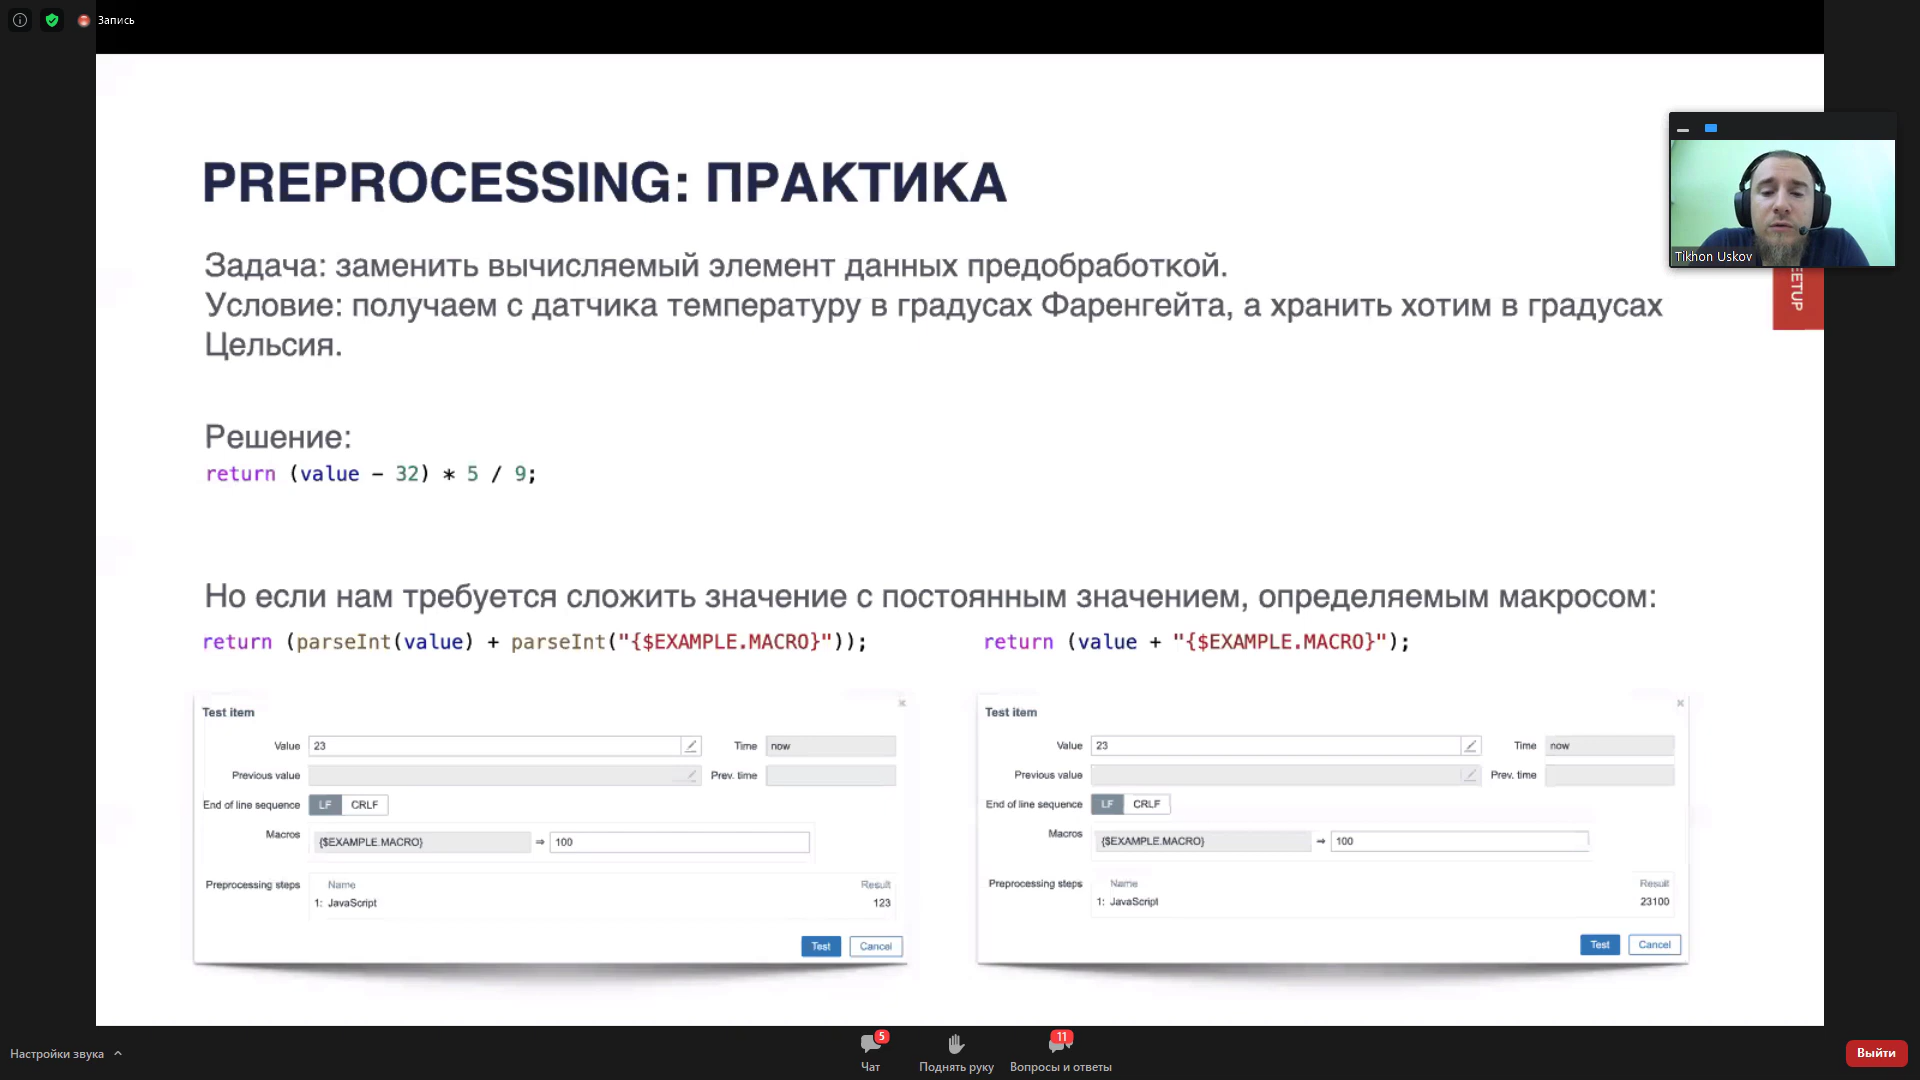 Запись
PREPROCESSING: ПРАКТИКА
Задача: заменить вычисляемый элемент данных предобработкой.
Условие: получаем с датчика температуру в градусах Фаренгейта, а хранить хотим в градусах
Цельсия.
Tikhon Uskov
Решение:
return (value - 32) * 5 / 9;
Но если нам требуется сложить значение с постоянным значением, определяемым макросом:
return (parseInt(value) + parseInt("{$EXAMPLE.MACRO}"));
return (value + "{$EXAMPLE.MACRO}");
Test item
Value 23 Time now
Previous value Prev. time
End of line sequence LF CRLF
Macros {$EXAMPLE.MACRO} ⇒ 100
Preprocessing steps Name Result
1: JavaScript 123
Test Cancel
Test item
Value 23 Time now
Previous value Prev. time
End of line sequence LF CRLF
Macros {$EXAMPLE.MACRO} ⇒ 100
Preprocessing steps Name Result
1: JavaScript 23100
Test Cancel
Настройки звука
5
Чат
Поднять руку
11
Вопросы и ответы
Выйти